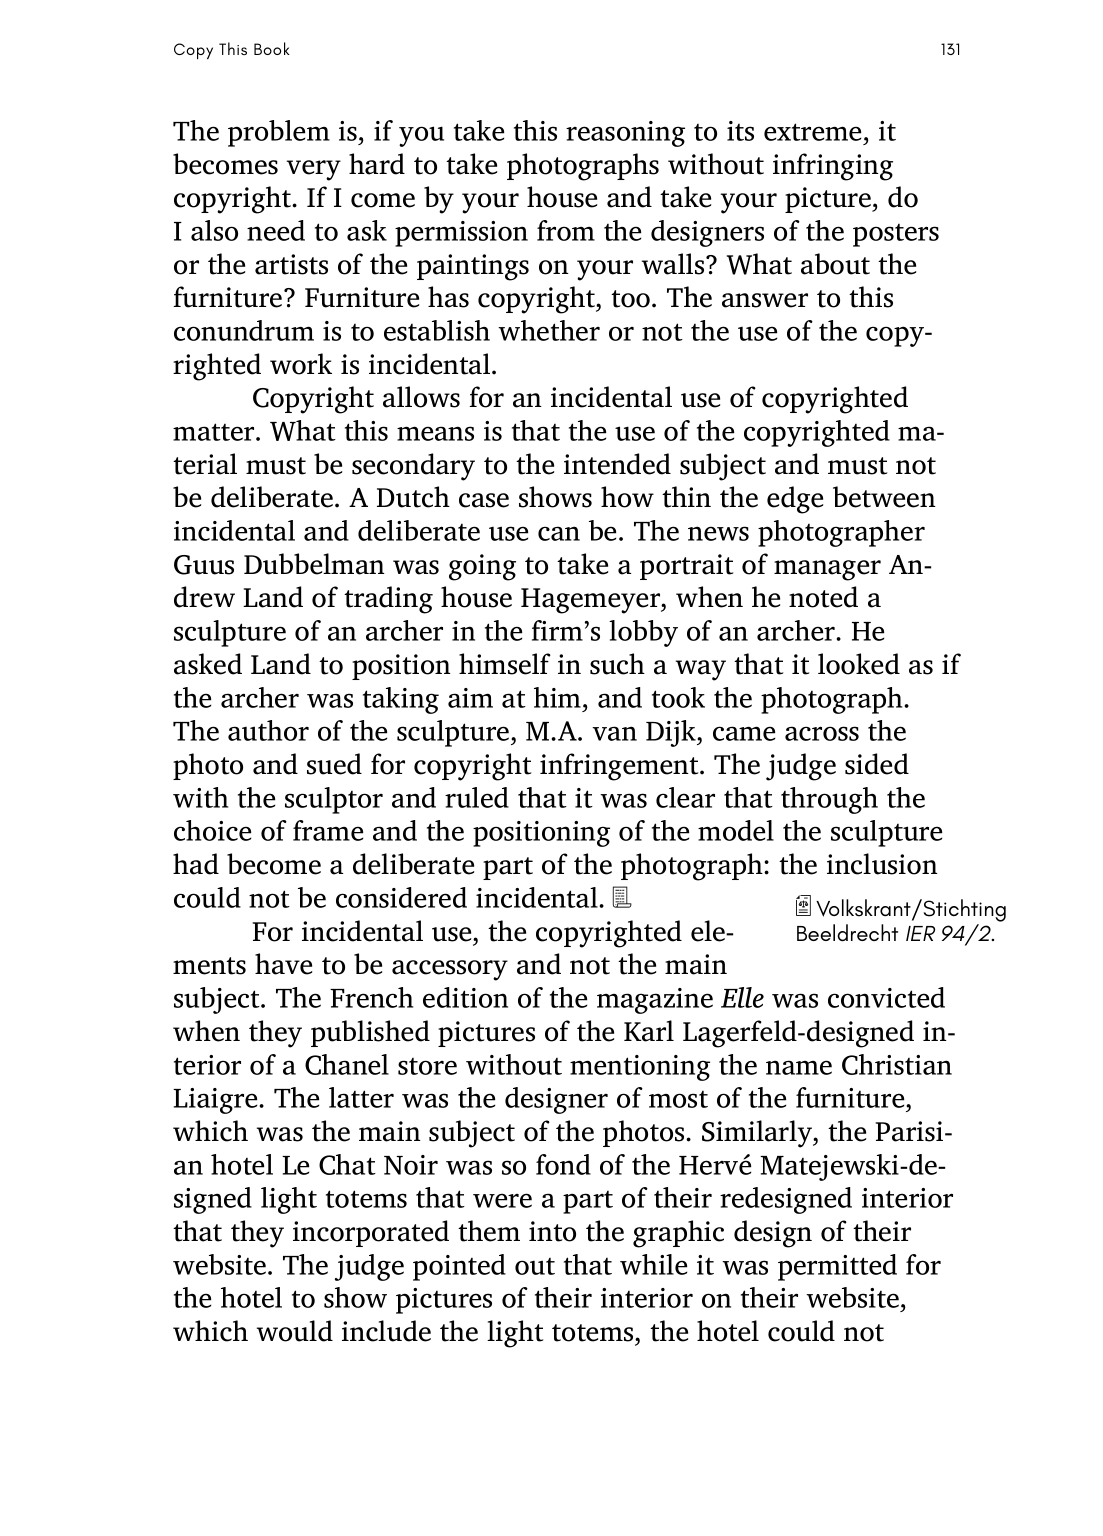 Copy This Book
131
The problem is, if you take this reasoning to its extreme, it
becomes very hard to take photographs without infringing
copyright. If I come by your house and take your picture, do
I also need to ask permission from the designers of the posters
or the artists of the paintings on your walls? What about the
furniture? Furniture has copyright, too. The answer to this
conundrum is to establish whether or not the use of the copy-
righted work is incidental.
Copyright allows for an incidental use of copyrighted
matter. What this means is that the use of the copyrighted ma-
terial must be secondary to the intended subject and must not
be deliberate. A Dutch case shows how thin the edge between
incidental and deliberate use can be. The news photographer
Guus Dubbelman was going to take a portrait of manager An-
drew Land of trading house Hagemeyer, when he noted a
sculpture of an archer in the firm's lobby of an archer. He
asked Land to position himself in such a way that it looked as if
the archer was taking aim at him, and took the photograph.
The author of the sculpture, M.A. van Dijk, came across the
photo and sued for copyright infringement. The judge sided
with the sculptor and ruled that it was clear that through the
choice of frame and the positioning of the model the sculpture
had become a deliberate part of the photograph: the inclusion
could not be considered incidental.
Volkskrant/Stichting
Beeldrecht IER 94/2.
For incidental use, the copyrighted ele-
ments have to be accessory and not the main
subject. The French edition of the magazine Elle was convicted
when they published pictures of the Karl Lagerfeld-designed in-
terior of a Chanel store without mentioning the name Christian
Liaigre. The latter was the designer of most of the furniture,
which was the main subject of the photos. Similarly, the Parisi-
an hotel Le Chat Noir was so fond of the Hervé Matejewski-de-
signed light totems that were a part of their redesigned interior
that they incorporated them into the graphic design of their
website. The judge pointed out that while it was permitted for
the hotel to show pictures of their interior on their website,
which would include the light totems, the hotel could not